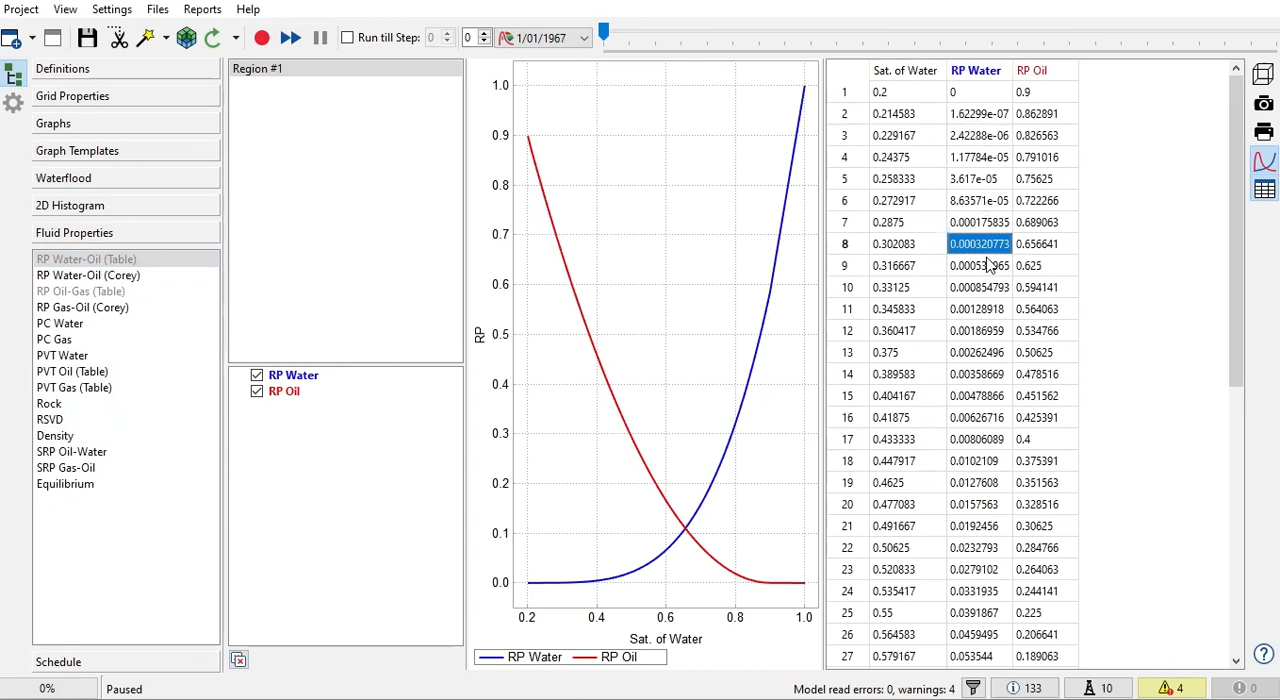 Project View Settings Files Reports Help
Run till Step: 0 0 1/01/1967
Definitions
Grid Properties
Graphs
Graph Templates
Waterflood
2D Histogram
Fluid Properties
RP Water-Oil (Table)
RP Water-Oil (Corey)
RP Oil-Gas (Table)
RP Gas-Oil (Corey)
PC Water
PC Gas
PVT Water
PVT Oil (Table)
PVT Gas (Table)
Rock
RSVD
Density
SRP Oil-Water
SRP Gas-Oil
Equilibrium
Schedule
Region #1
RP Water
RP Oil
1.0
0.9
0.8
0.7
0.6
0.5
0.4
0.3
0.2
0.1
0.0
RP
0.2 0.4 0.6 0.8 1.0
Sat. of Water
RP Water RP Oil
Sat. of Water RP Water RP Oil
1 0.2 0 0.9
2 0.214583 1.62299e-07 0.862891
3 0.229167 2.42288e-06 0.826563
4 0.24375 1.17784e-05 0.791016
5 0.258333 3.617e-05 0.75625
6 0.272917 8.63571e-05 0.722266
7 0.2875 0.000175835 0.689063
8 0.302083 0.000320773 0.656641
9 0.316667 0.625
10 0.33125 0.000854793 0.594141
11 0.345833 0.00128918 0.564063
12 0.360417 0.00186959 0.534766
13 0.375 0.00262496 0.50625
14 0.389583 0.00358669 0.478516
15 0.404167 0.00478866 0.451562
16 0.41875 0.00626716 0.425391
17 0.433333 0.00806089 0.4
18 0.447917 0.0102109 0.375391
19 0.4625 0.0127608 0.351563
20 0.477083 0.0157563 0.328516
21 0.491667 0.0192456 0.30625
22 0.50625 0.0232793 0.284766
23 0.520833 0.0279102 0.264063
24 0.535417 0.0331935 0.244141
25 0.55 0.0391867 0.225
26 0.564583 0.0459495 0.206641
27 0.579167 0.053544 0.189063
0% Paused Model read errors: 0, warnings: 4 133 10 4 0